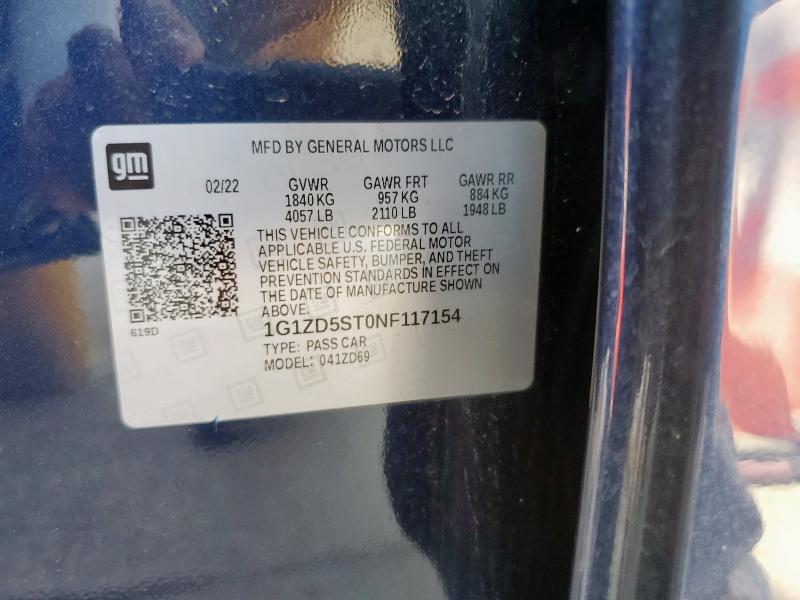 gm
MFD BY GENERAL MOTORS LLC
02/22 GVWR GAWR FRT GAWR RR
1840 KG 957 KG 884 KG
4057 LB 2110 LB 1948 LB
THIS VEHICLE CONFORMS TO ALL
APPLICABLE U.S. FEDERAL MOTOR
VEHICLE SAFETY, BUMPER, AND THEFT
PREVENTION STANDARDS IN EFFECT ON
THE DATE OF MANUFACTURE SHOWN
ABOVE.
619D
1G1ZD5ST0NF117154
TYPE: PASS CAR
MODEL: 041ZD69